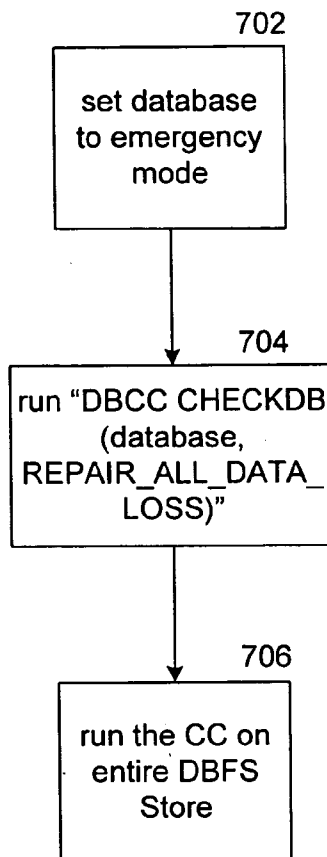 702
set database
to emergency
mode
704
run “DBCC CHECKDB
(database,
REPAIR_ALL_DATA_
LOSS)”
706
run the CC on
entire DBFS
Store